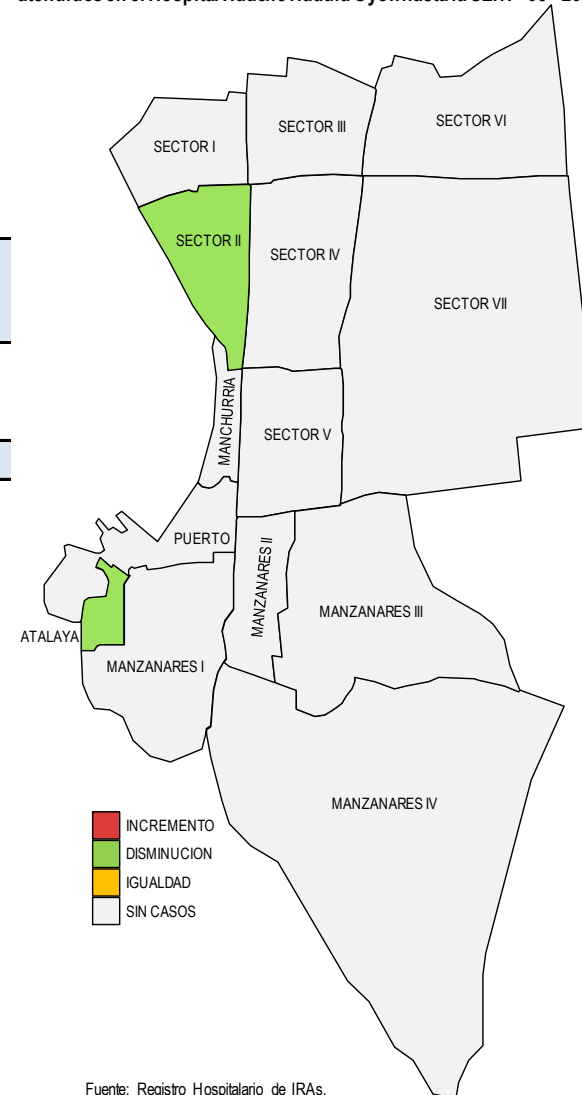 SECTOR I
SECTOR III
SECTOR VI
SECTOR II
SECTOR IV
SECTOR VII
MANCHURRIA
SECTOR V
PUERTO
MANZANARES II
ATALAYA
MANZANARES I
MANZANARES III
MANZANARES IV
INCREMENTO
DISMINUCION
IGUALDAD
SIN CASOS
Fuente: Registro Hospitalario de IRAs.